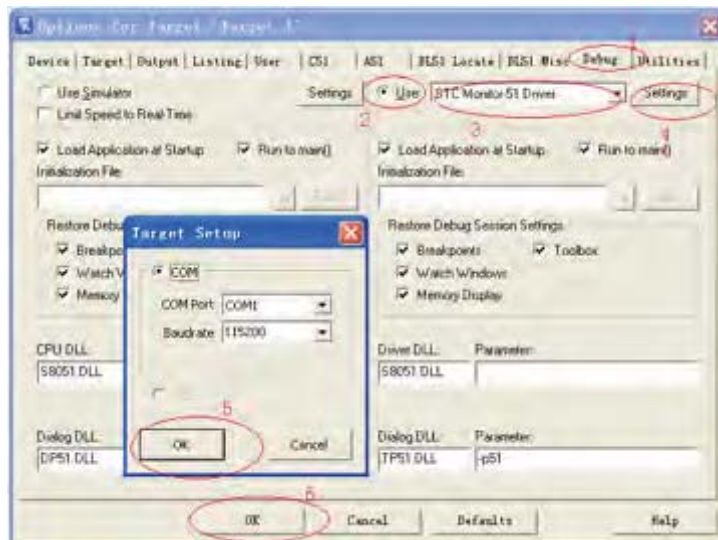 Options for Target 'Target 1'
Device | Target | Output | Listing | User | C51 | A51 | BL51 Locate | BL51 Misc Debug | Utilities
1
Use Simulator Settings Use STC Monitor-51 Driver Settings
Limit Speed to Real-Time
2
3
4
Load Application at Startup Run to main() Load Application at Startup Run to main()
Initialization File: Initialization File:
Restore Debu Restore Debug Session Settings
Breakpo Breakpoints Toolbox
Watch W Watch Windows
Memory Memory Display
Target Setup
COM
COM Port COM1
Baudrate 115200
5
OK Cancel
CPU DLL: Driver DLL: Parameter:
S8051.DLL S8051.DLL
Dialog DLL: Dialog DLL: Parameter:
DP51.DLL TP51.DLL -p51
6
OK Cancel Defaults Help